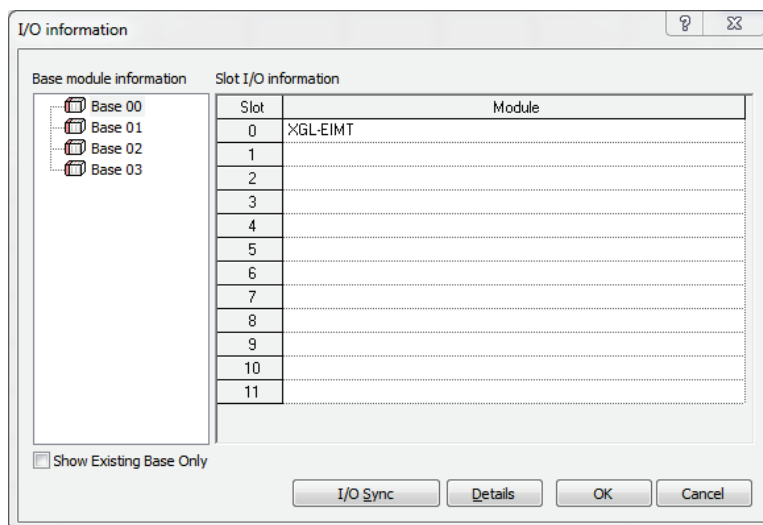 I/O information
Base module information
Slot I/O information
Base 00
Base 01
Base 02
Base 03
Slot Module
0 XGL-EIMT
1
2
3
4
5
6
7
8
9
10
11
Show Existing Base Only
I/O Sync Details OK Cancel